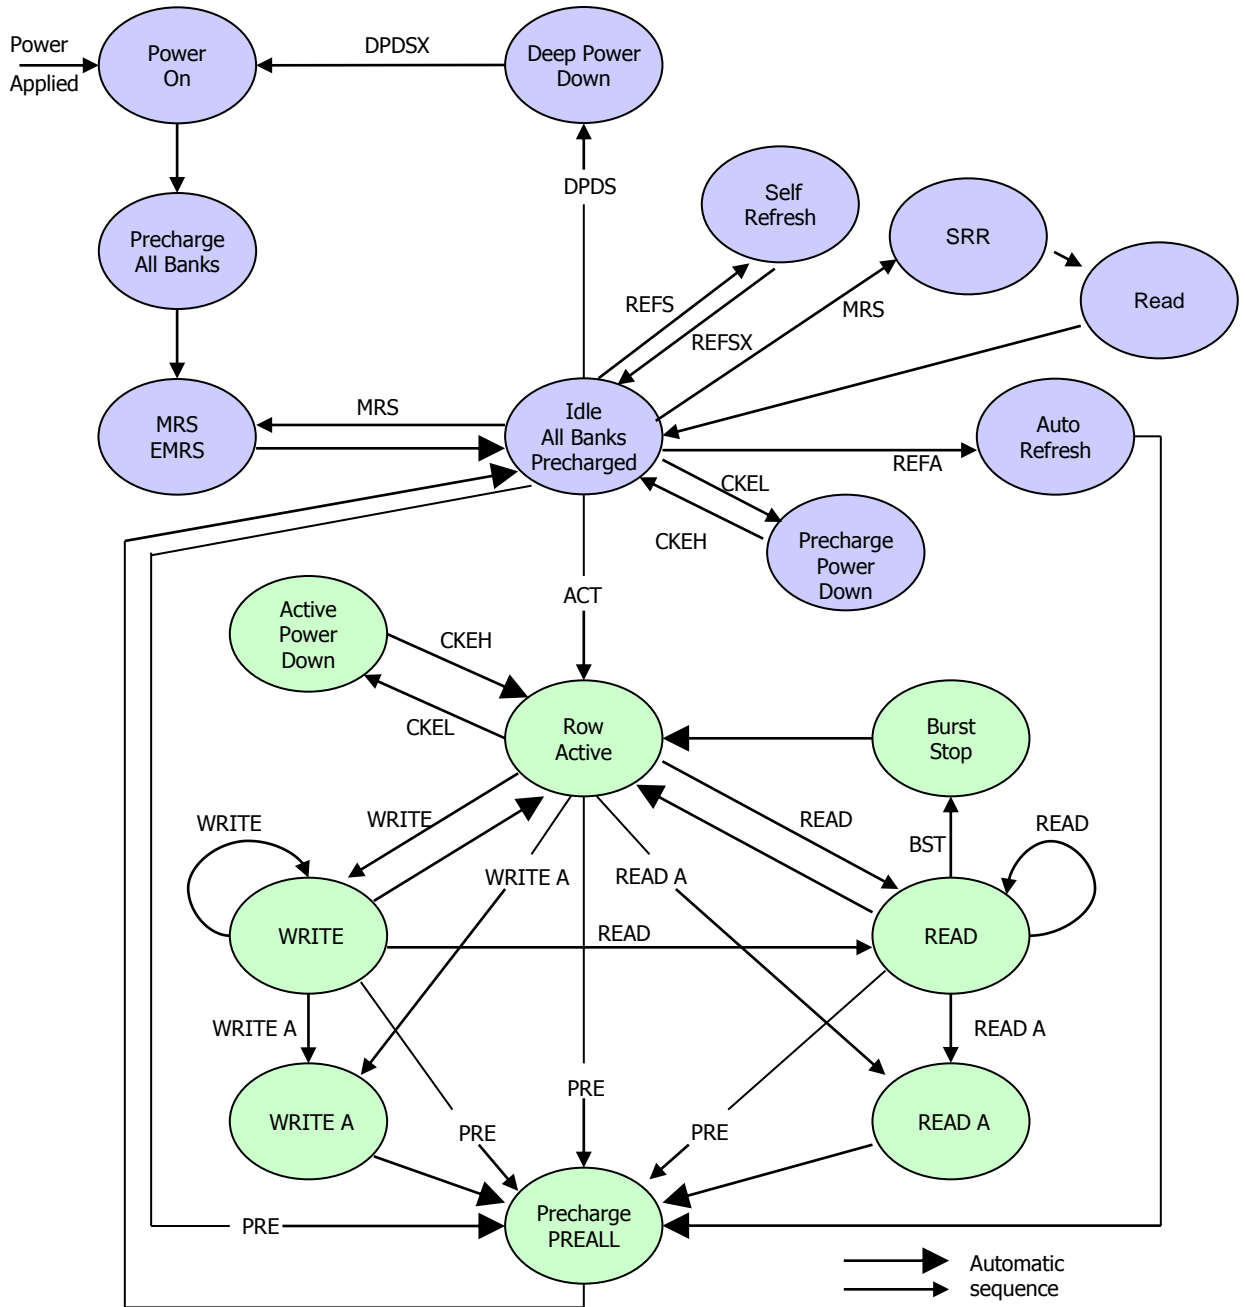 Power
Applied
Power
On
DPDSX
Deep Power
Down
DPDS
Self
Refresh
SRR
Read
Precharge
All Banks
REFS
REFSX
MRS
MRS
EMRS
MRS
Idle
All Banks
Precharged
Auto
Refresh
REFA
CKEL
CKEH
Precharge
Power
Down
ACT
Active
Power
Down
CKEH
CKEL
Row
Active
Burst
Stop
WRITE
WRITE
READ
BST
READ
WRITE A
READ A
WRITE
READ
READ
WRITE A
READ A
WRITE A
PRE
PRE
PRE
READ A
PRE
Precharge
PREALL
Automatic
sequence